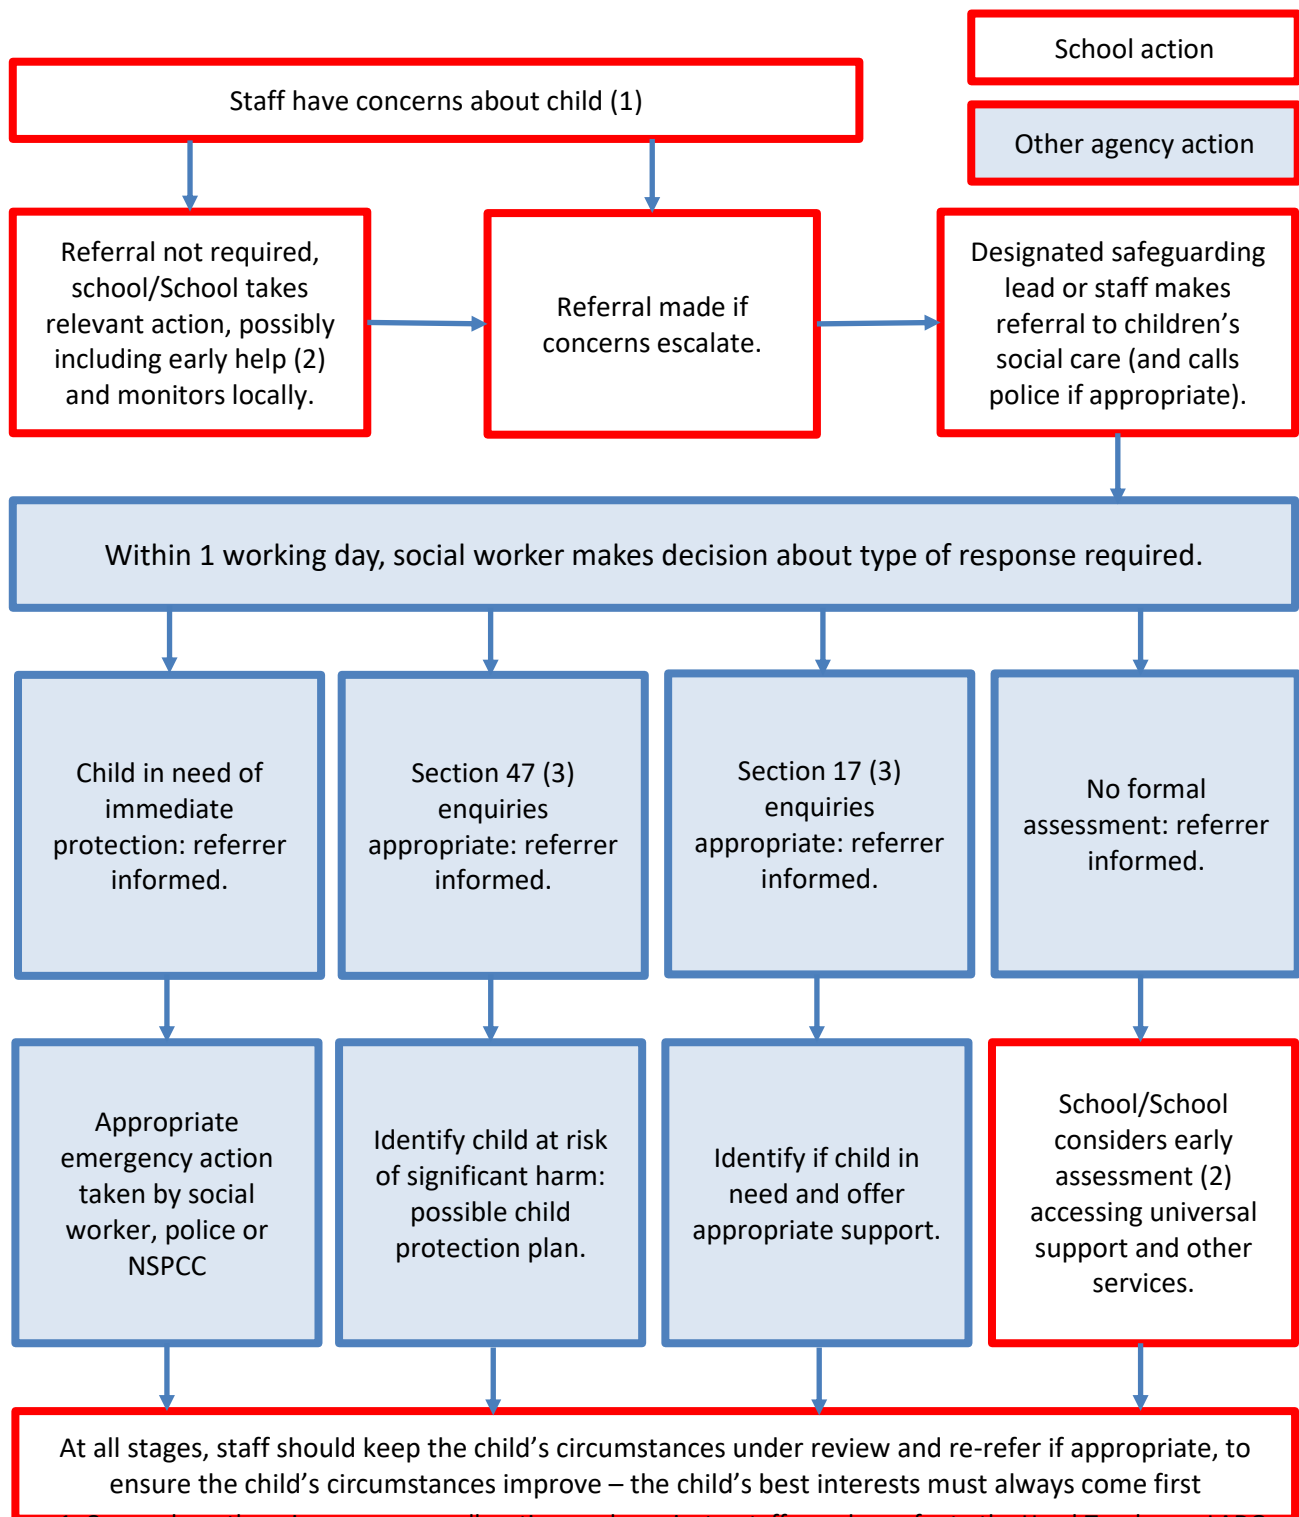 School action
Staff have concerns about child (1)
Other agency action
Referral not required,
school/School takes
relevant action, possibly
including early help (2)
and monitors locally.
Referral made if
concerns escalate.
Designated safeguarding
lead or staff makes
referral to children’s
social care (and calls
police if appropriate).
Within 1 working day, social worker makes decision about type of response required.
Child in need of
immediate
protection: referrer
informed.
Section 47 (3)
enquiries
appropriate: referrer
informed.
Section 17 (3)
enquiries
appropriate: referrer
informed.
No formal
assessment: referrer
informed.
Appropriate
emergency action
taken by social
worker, police or
NSPCC
Identify child at risk
of significant harm:
possible child
protection plan.
Identify if child in
need and offer
appropriate support.
School/School
considers early
assessment (2)
accessing universal
support and other
services.
At all stages, staff should keep the child’s circumstances under review and re-refer if appropriate, to
ensure the child’s circumstances improve – the child’s best interests must always come first